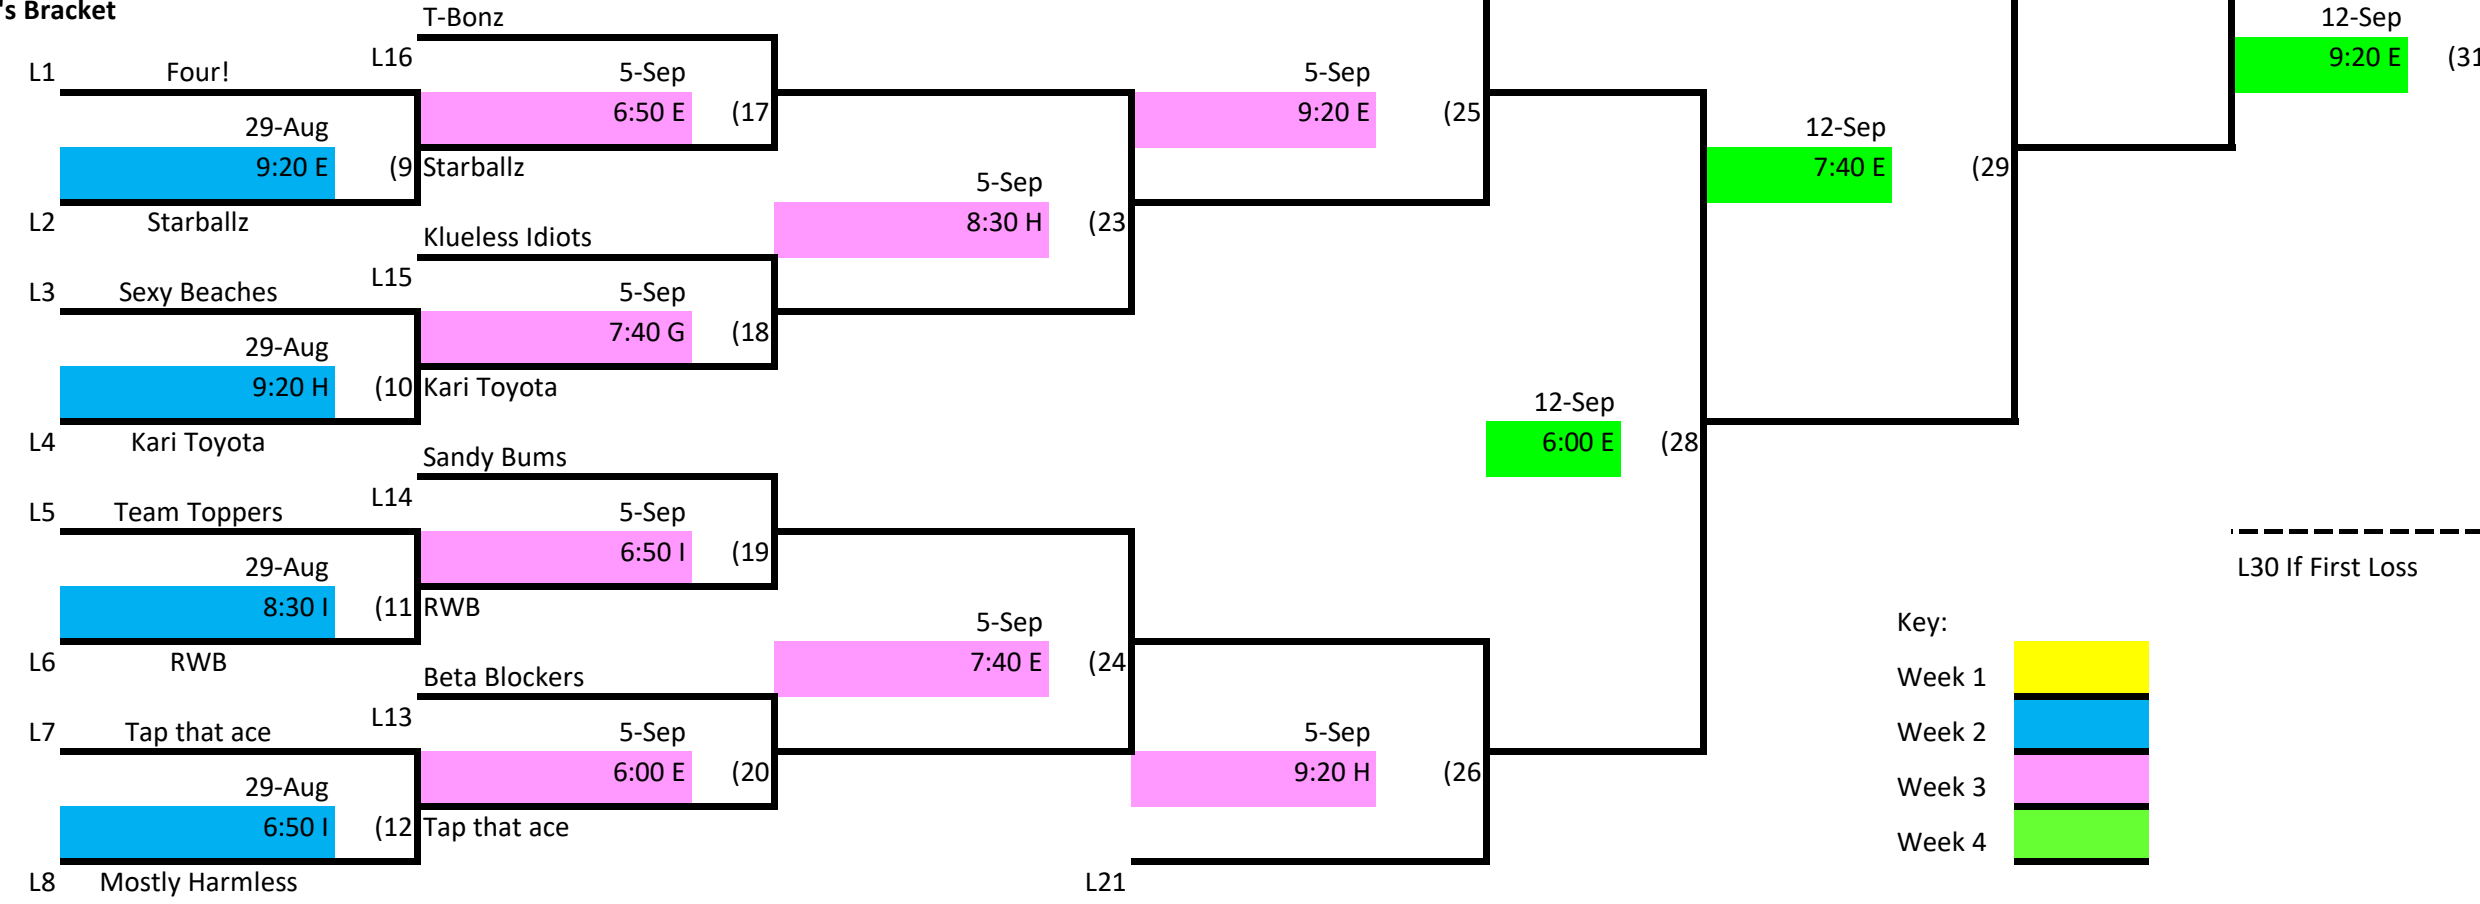 's Bracket
T-Bonz
12-Sep
L16
9:20 E
(31
L1
Four!
5-Sep
5-Sep
6:50 E
(17
9:20 E
(25
29-Aug
12-Sep
9:20 E
(9
Starballz
7:40 E
(29
5-Sep
L2
Starballz
8:30 H
(23
Klueless Idiots
L15
L3
Sexy Beaches
5-Sep
7:40 G
(18
29-Aug
9:20 H
(10
Kari Toyota
12-Sep
L4
Kari Toyota
6:00 E
(28
Sandy Bums
L14
L5
Team Toppers
5-Sep
6:50 I
(19
29-Aug
L30 If First Loss
8:30 I
(11
RWB
5-Sep
Key:
L6
RWB
7:40 E
(24
Beta Blockers
Week 1
L13
L7
Tap that ace
5-Sep
5-Sep
Week 2
6:00 E
(20
9:20 H
(26
29-Aug
Week 3
6:50 I
(12
Tap that ace
Week 4
L8
Mostly Harmless
L21